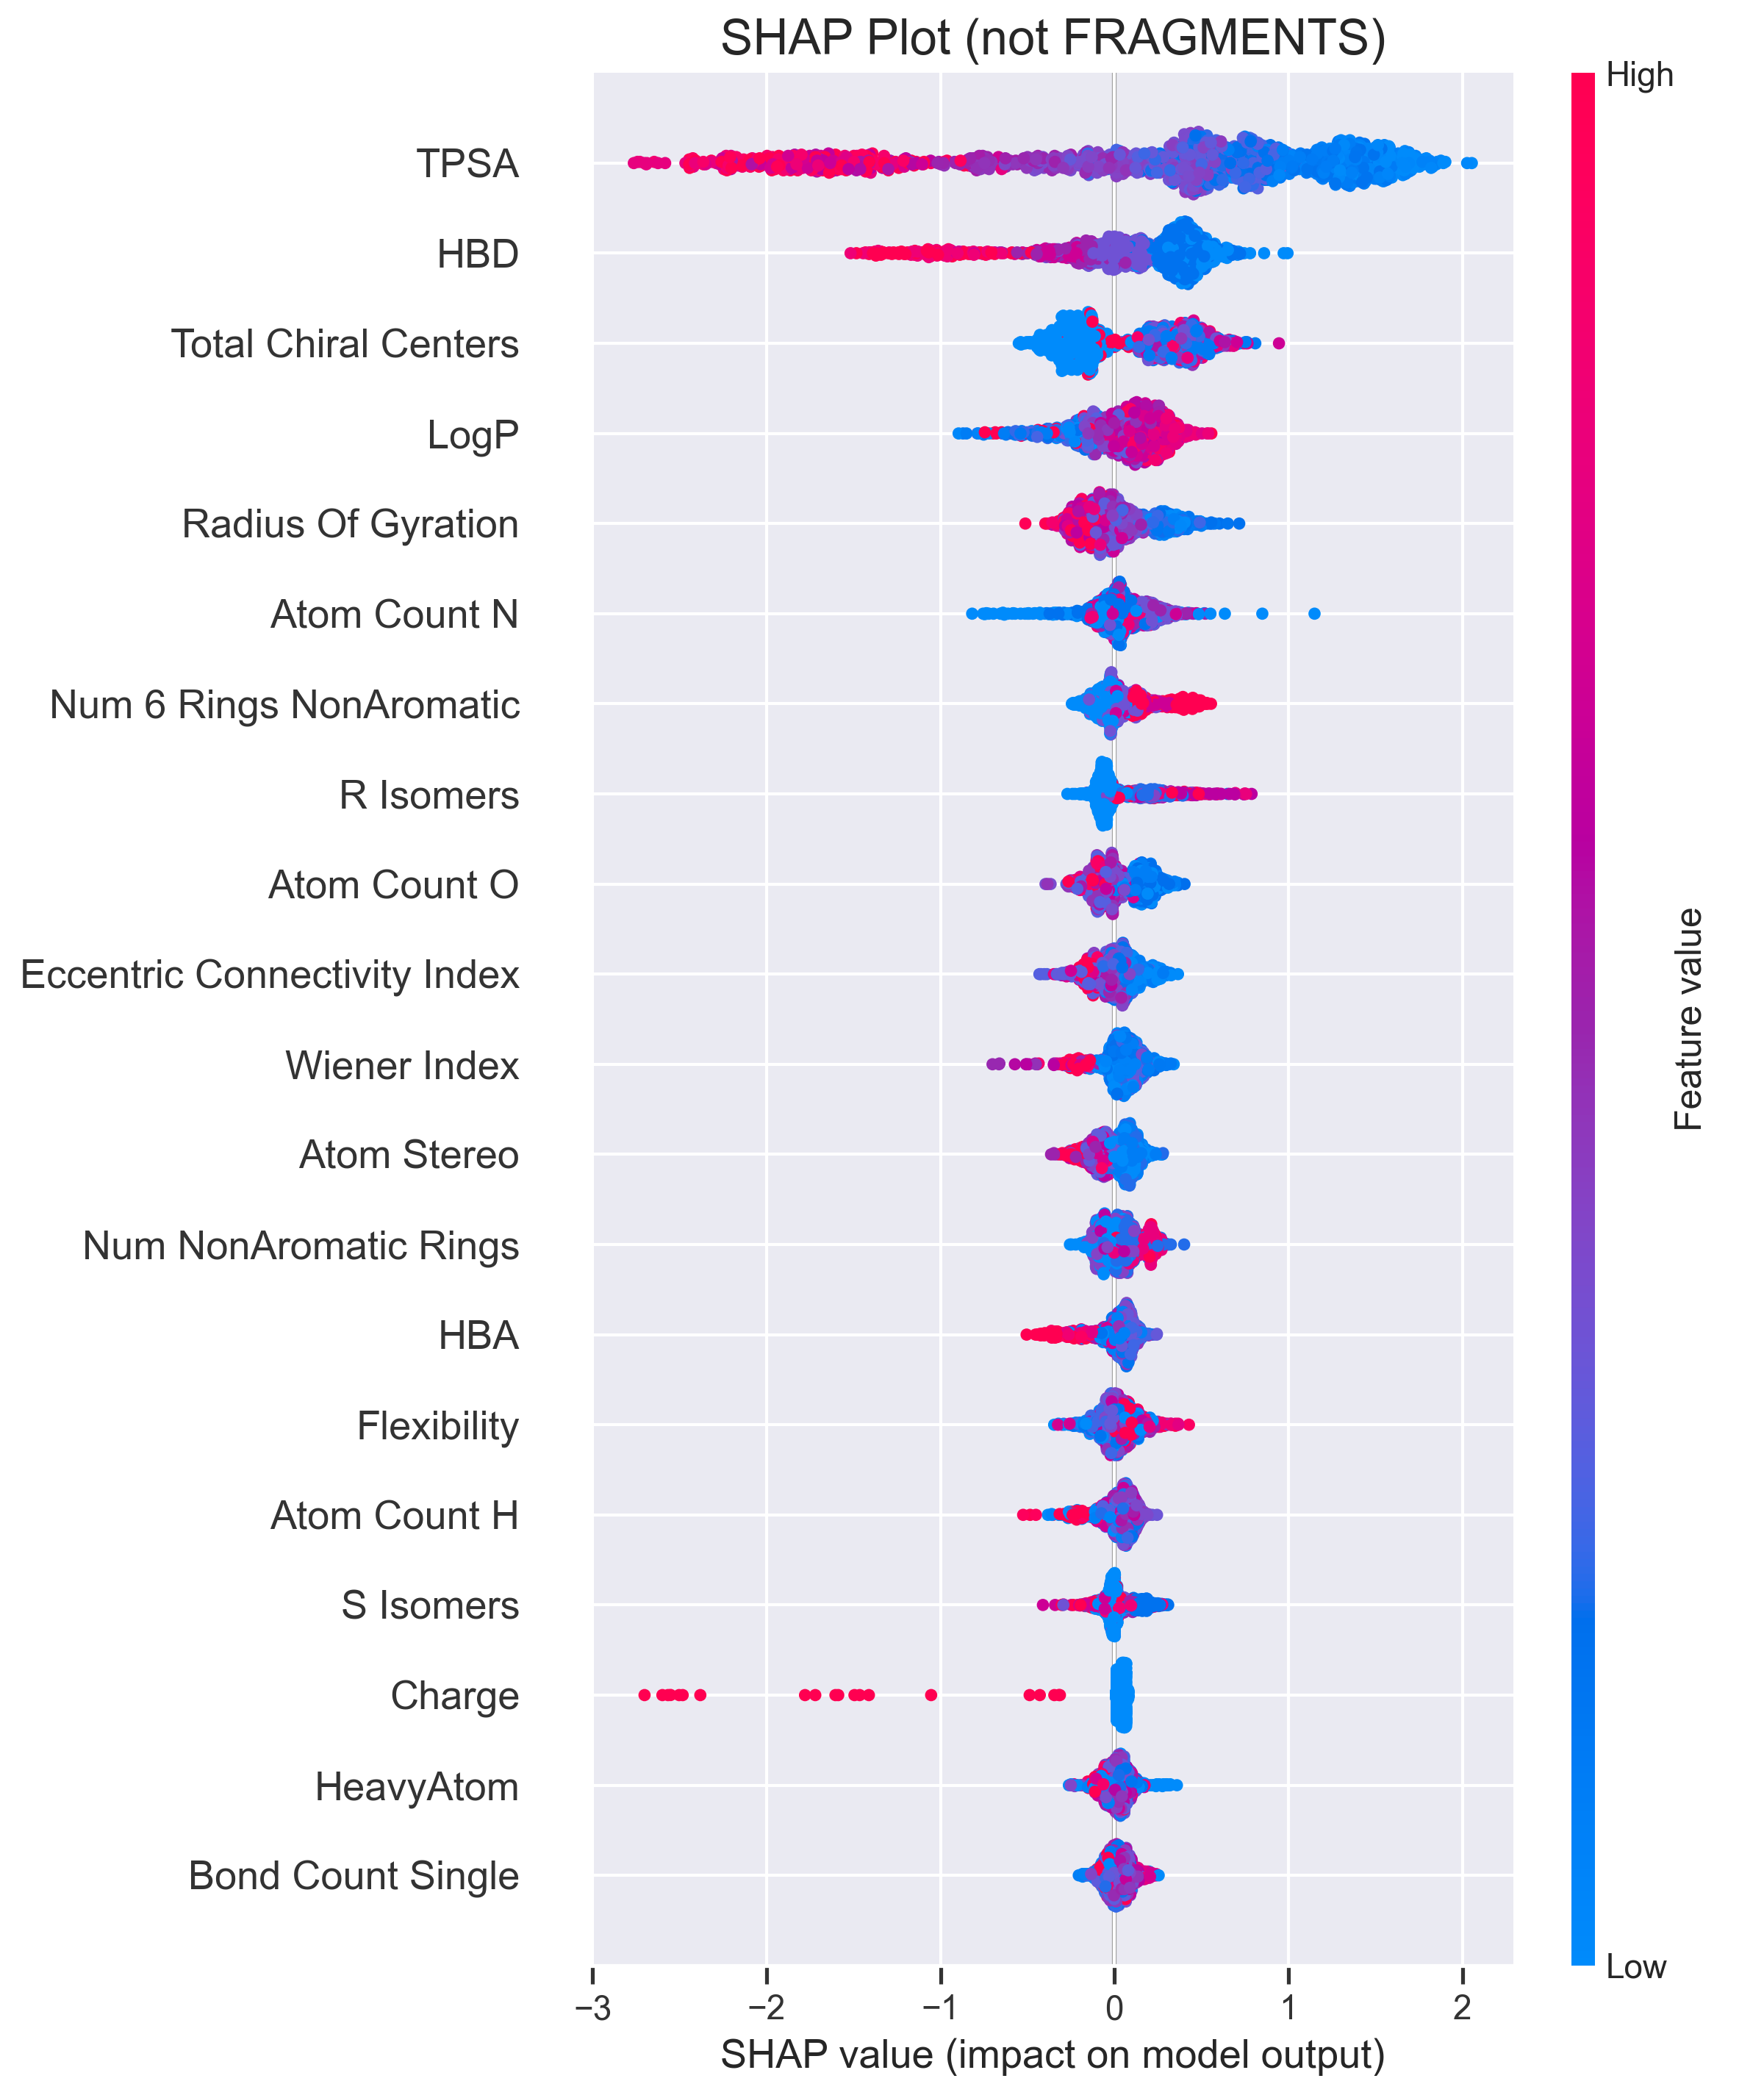 SHAP Plot (not FRAGMENTS)
High
TPSA
HBD
Total Chiral Centers
LogP
Radius Of Gyration
Atom Count N
Num 6 Rings NonAromatic
R Isomers
Atom Count O
Eccentric Connectivity Index
Wiener Index
Atom Stereo
Num NonAromatic Rings
HBA
Flexibility
Atom Count H
S Isomers
Charge
HeavyAtom
Bond Count Single
Feature value
Low
−3 −2 −1 0 1 2
SHAP value (impact on model output)